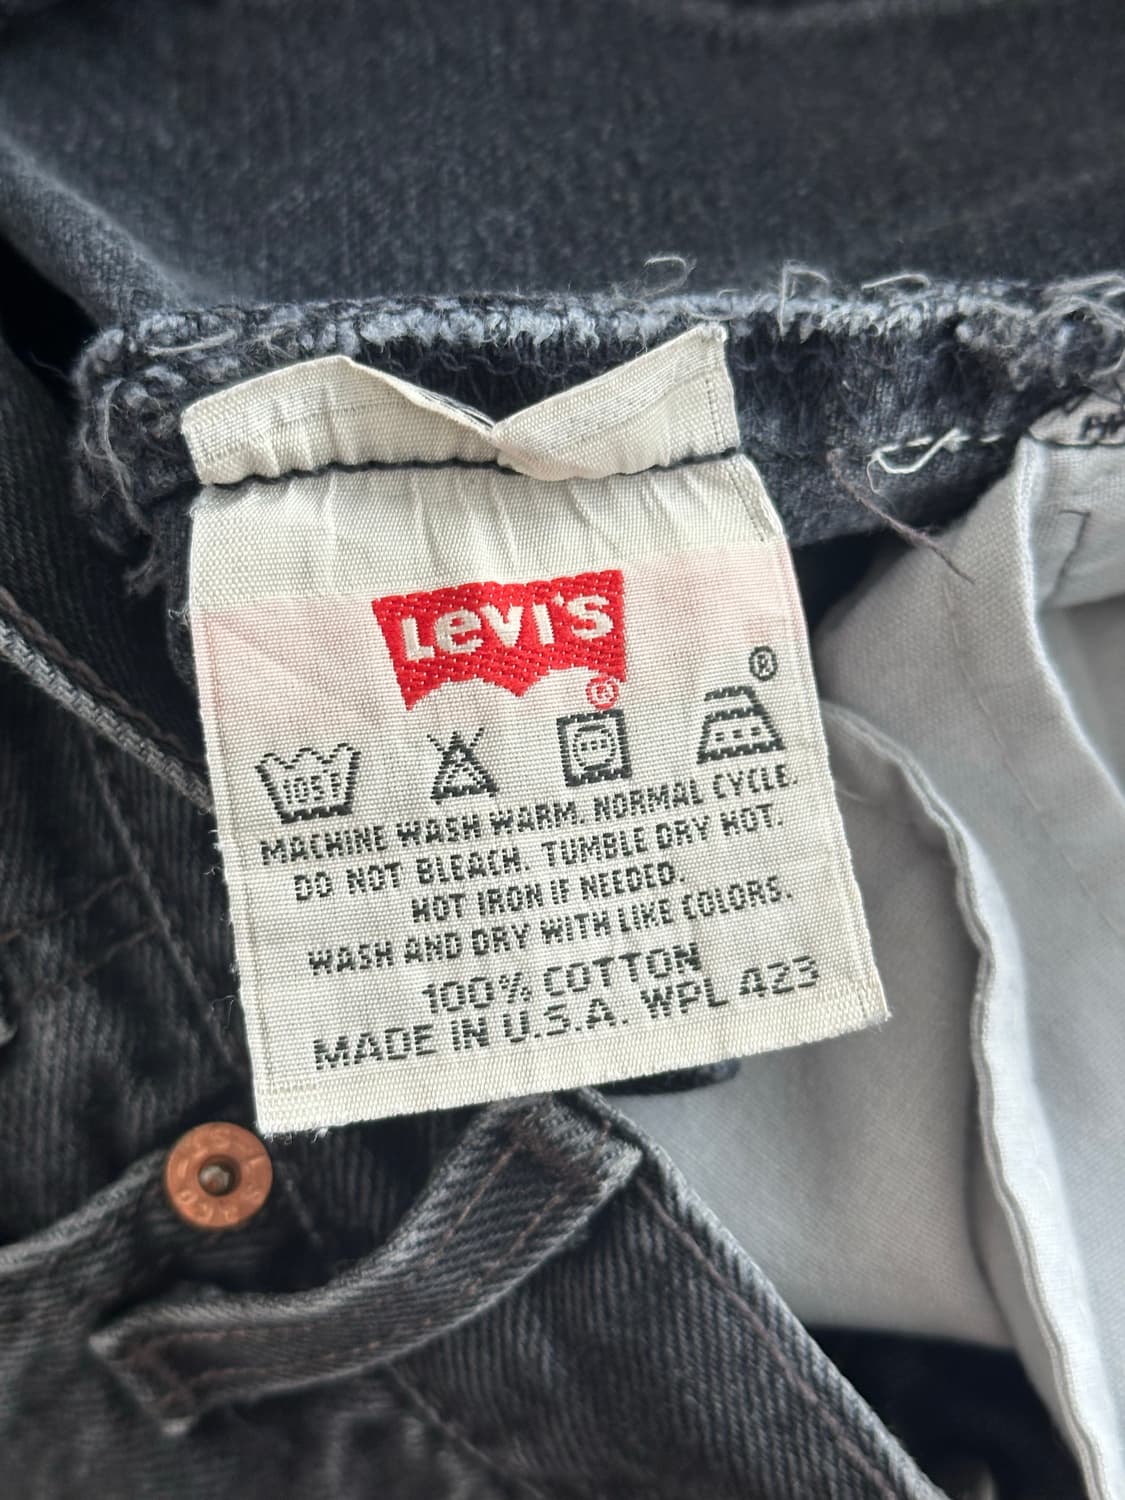 LEVI'S
®
®
105F
MACHINE WASH WARM. NORMAL CYCLE.
DO NOT BLEACH. TUMBLE DRY HOT.
HOT IRON IF NEEDED.
WASH AND DRY WITH LIKE COLORS.
100% COTTON
MADE IN U.S.A. WPL 423